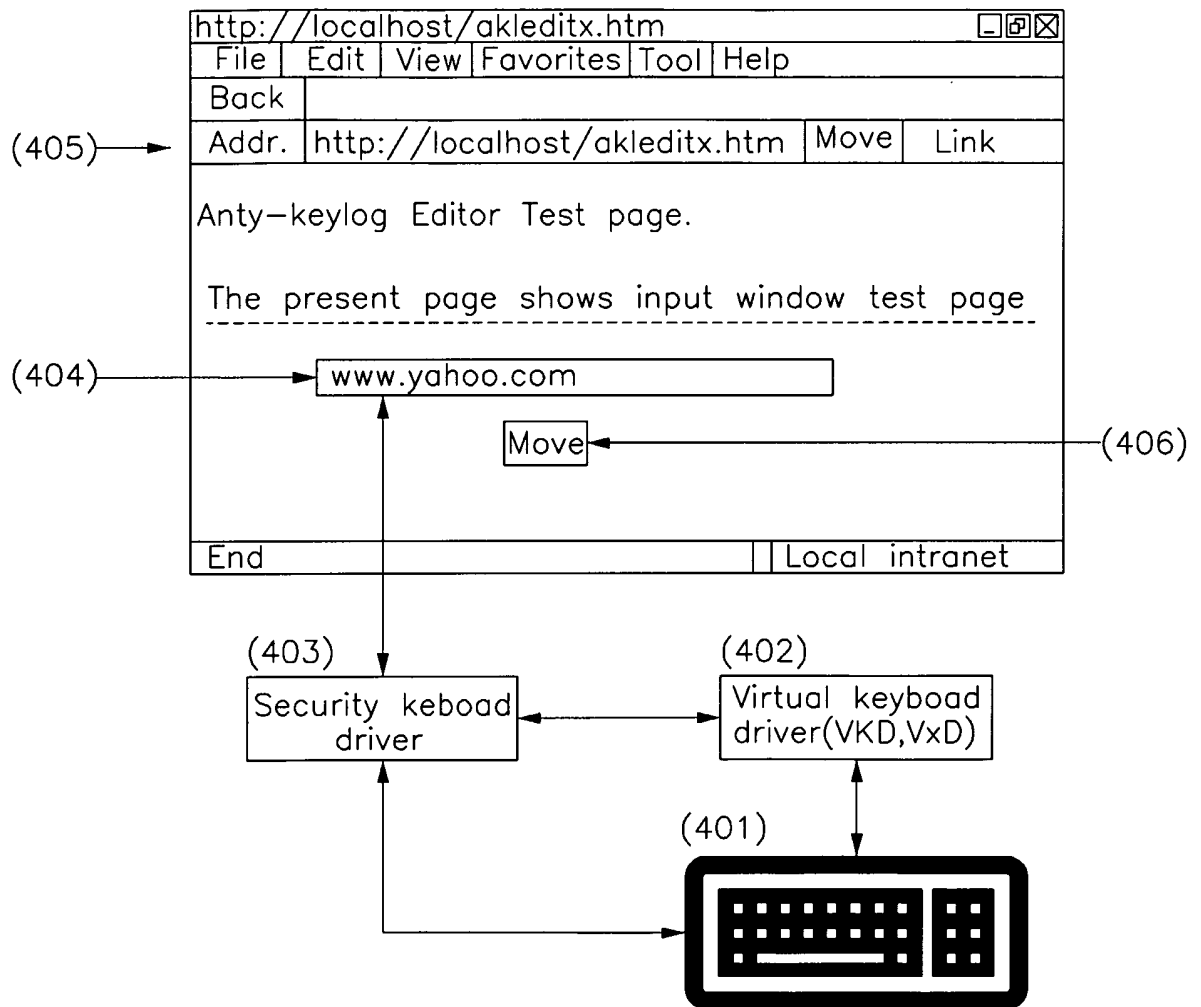 http://localhost/akleditx.htm
File Edit View Favorites Tool Help
Back
(405) Addr. http://localhost/akleditx.htm Move Link
Anty-keylog Editor Test page.
The present page shows input window test page
(404) www.yahoo.com
Move (406)
End Local intranet
(403) (402)
Security keboad Virtual keyboad
driver driver(VKD,VxD)
(401)